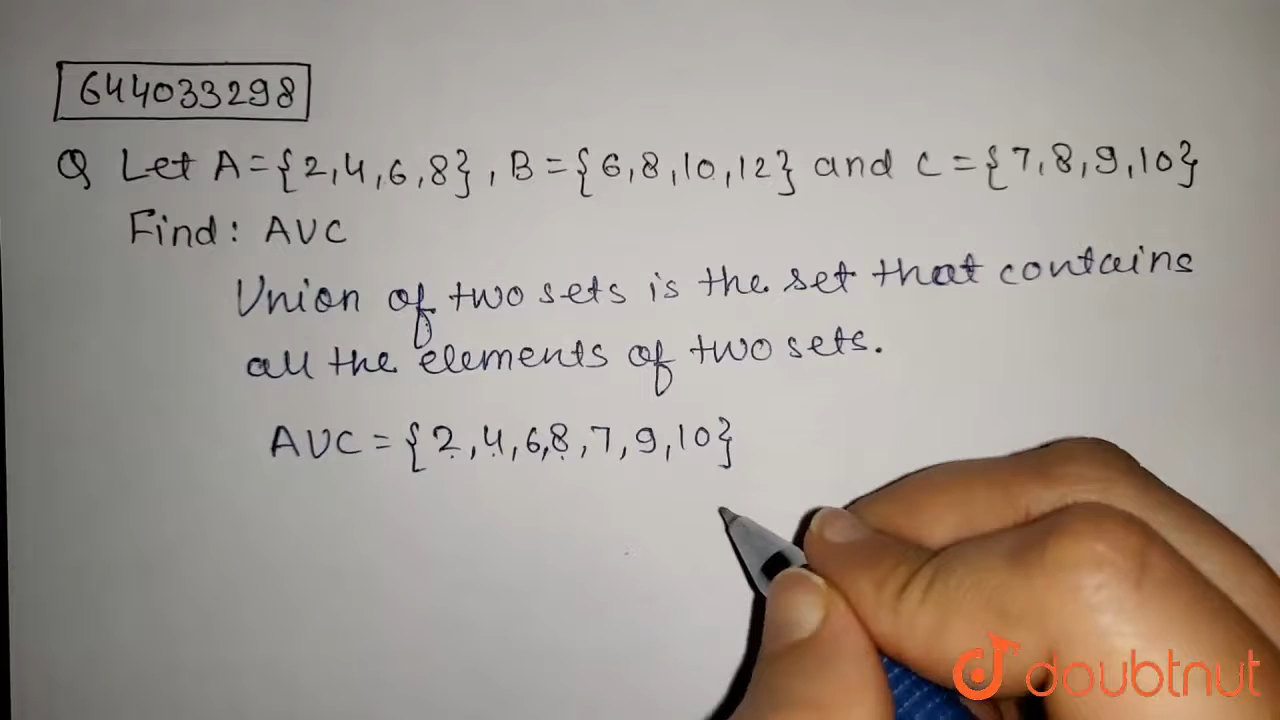 644033298
Q Let A={2,4,6,8}, B={6,8,10,12} and C={7,8,9,10}
Find: AUC
Union of two sets is the set that contains
all the elements of two sets.
AUC={2,4,6,8,7,9,10}
doubtnut